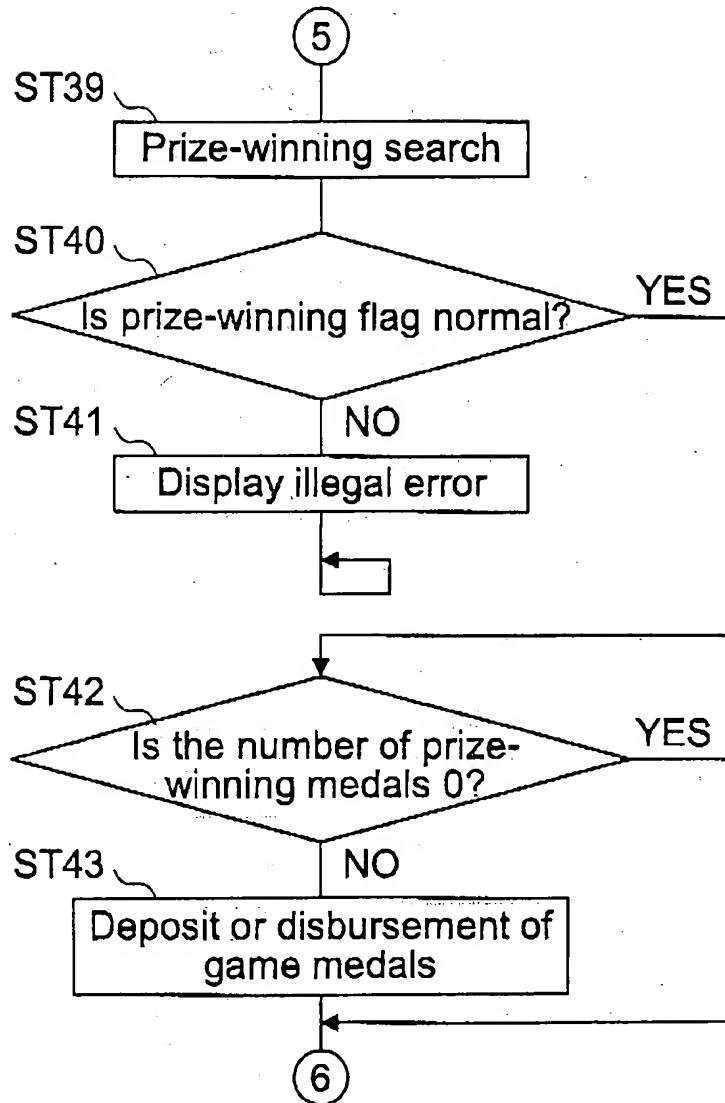 5
ST39
Prize-winning search
ST40
Is prize-winning flag normal?
YES
NO
ST41
Display illegal error
ST42
Is the number of prize-
winning medals 0?
YES
NO
ST43
Deposit or disbursement of
game medals
6